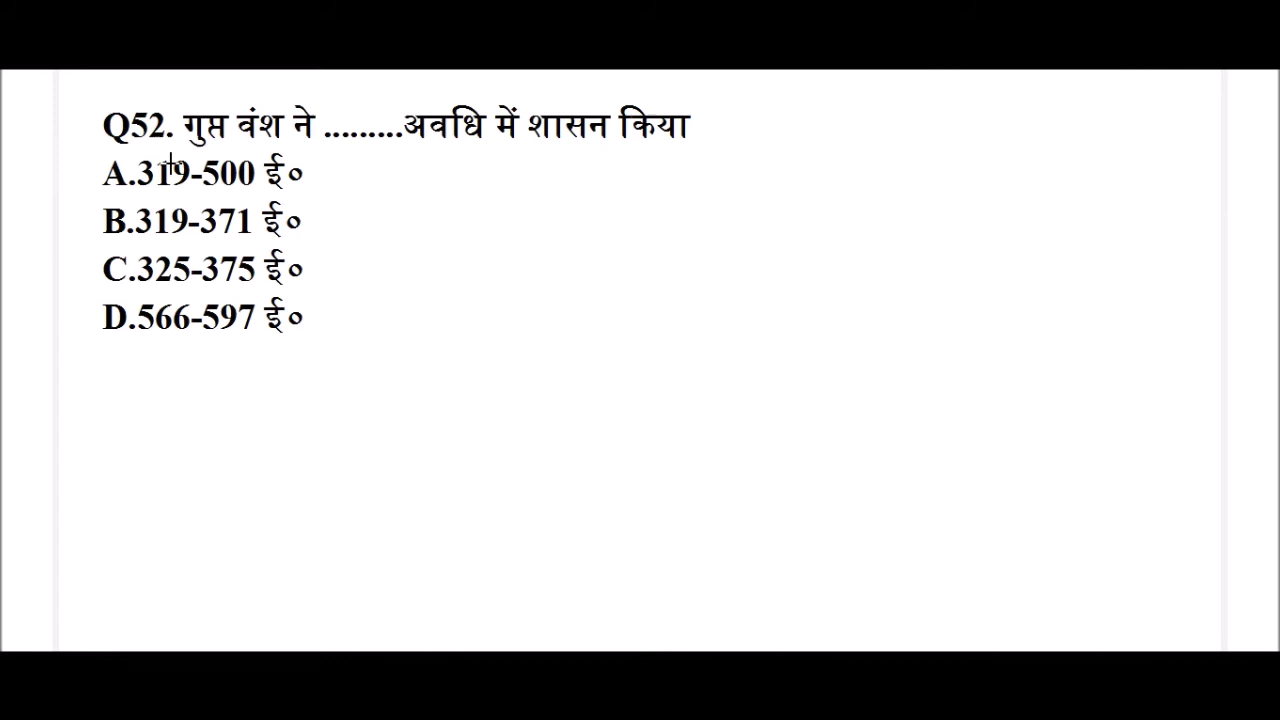 Q52. गुप्त वंश ने .........अवधि में शासन किया
A.319-500 ई०
B.319-371 ई०
C.325-375 ई०
D.566-597 ई०